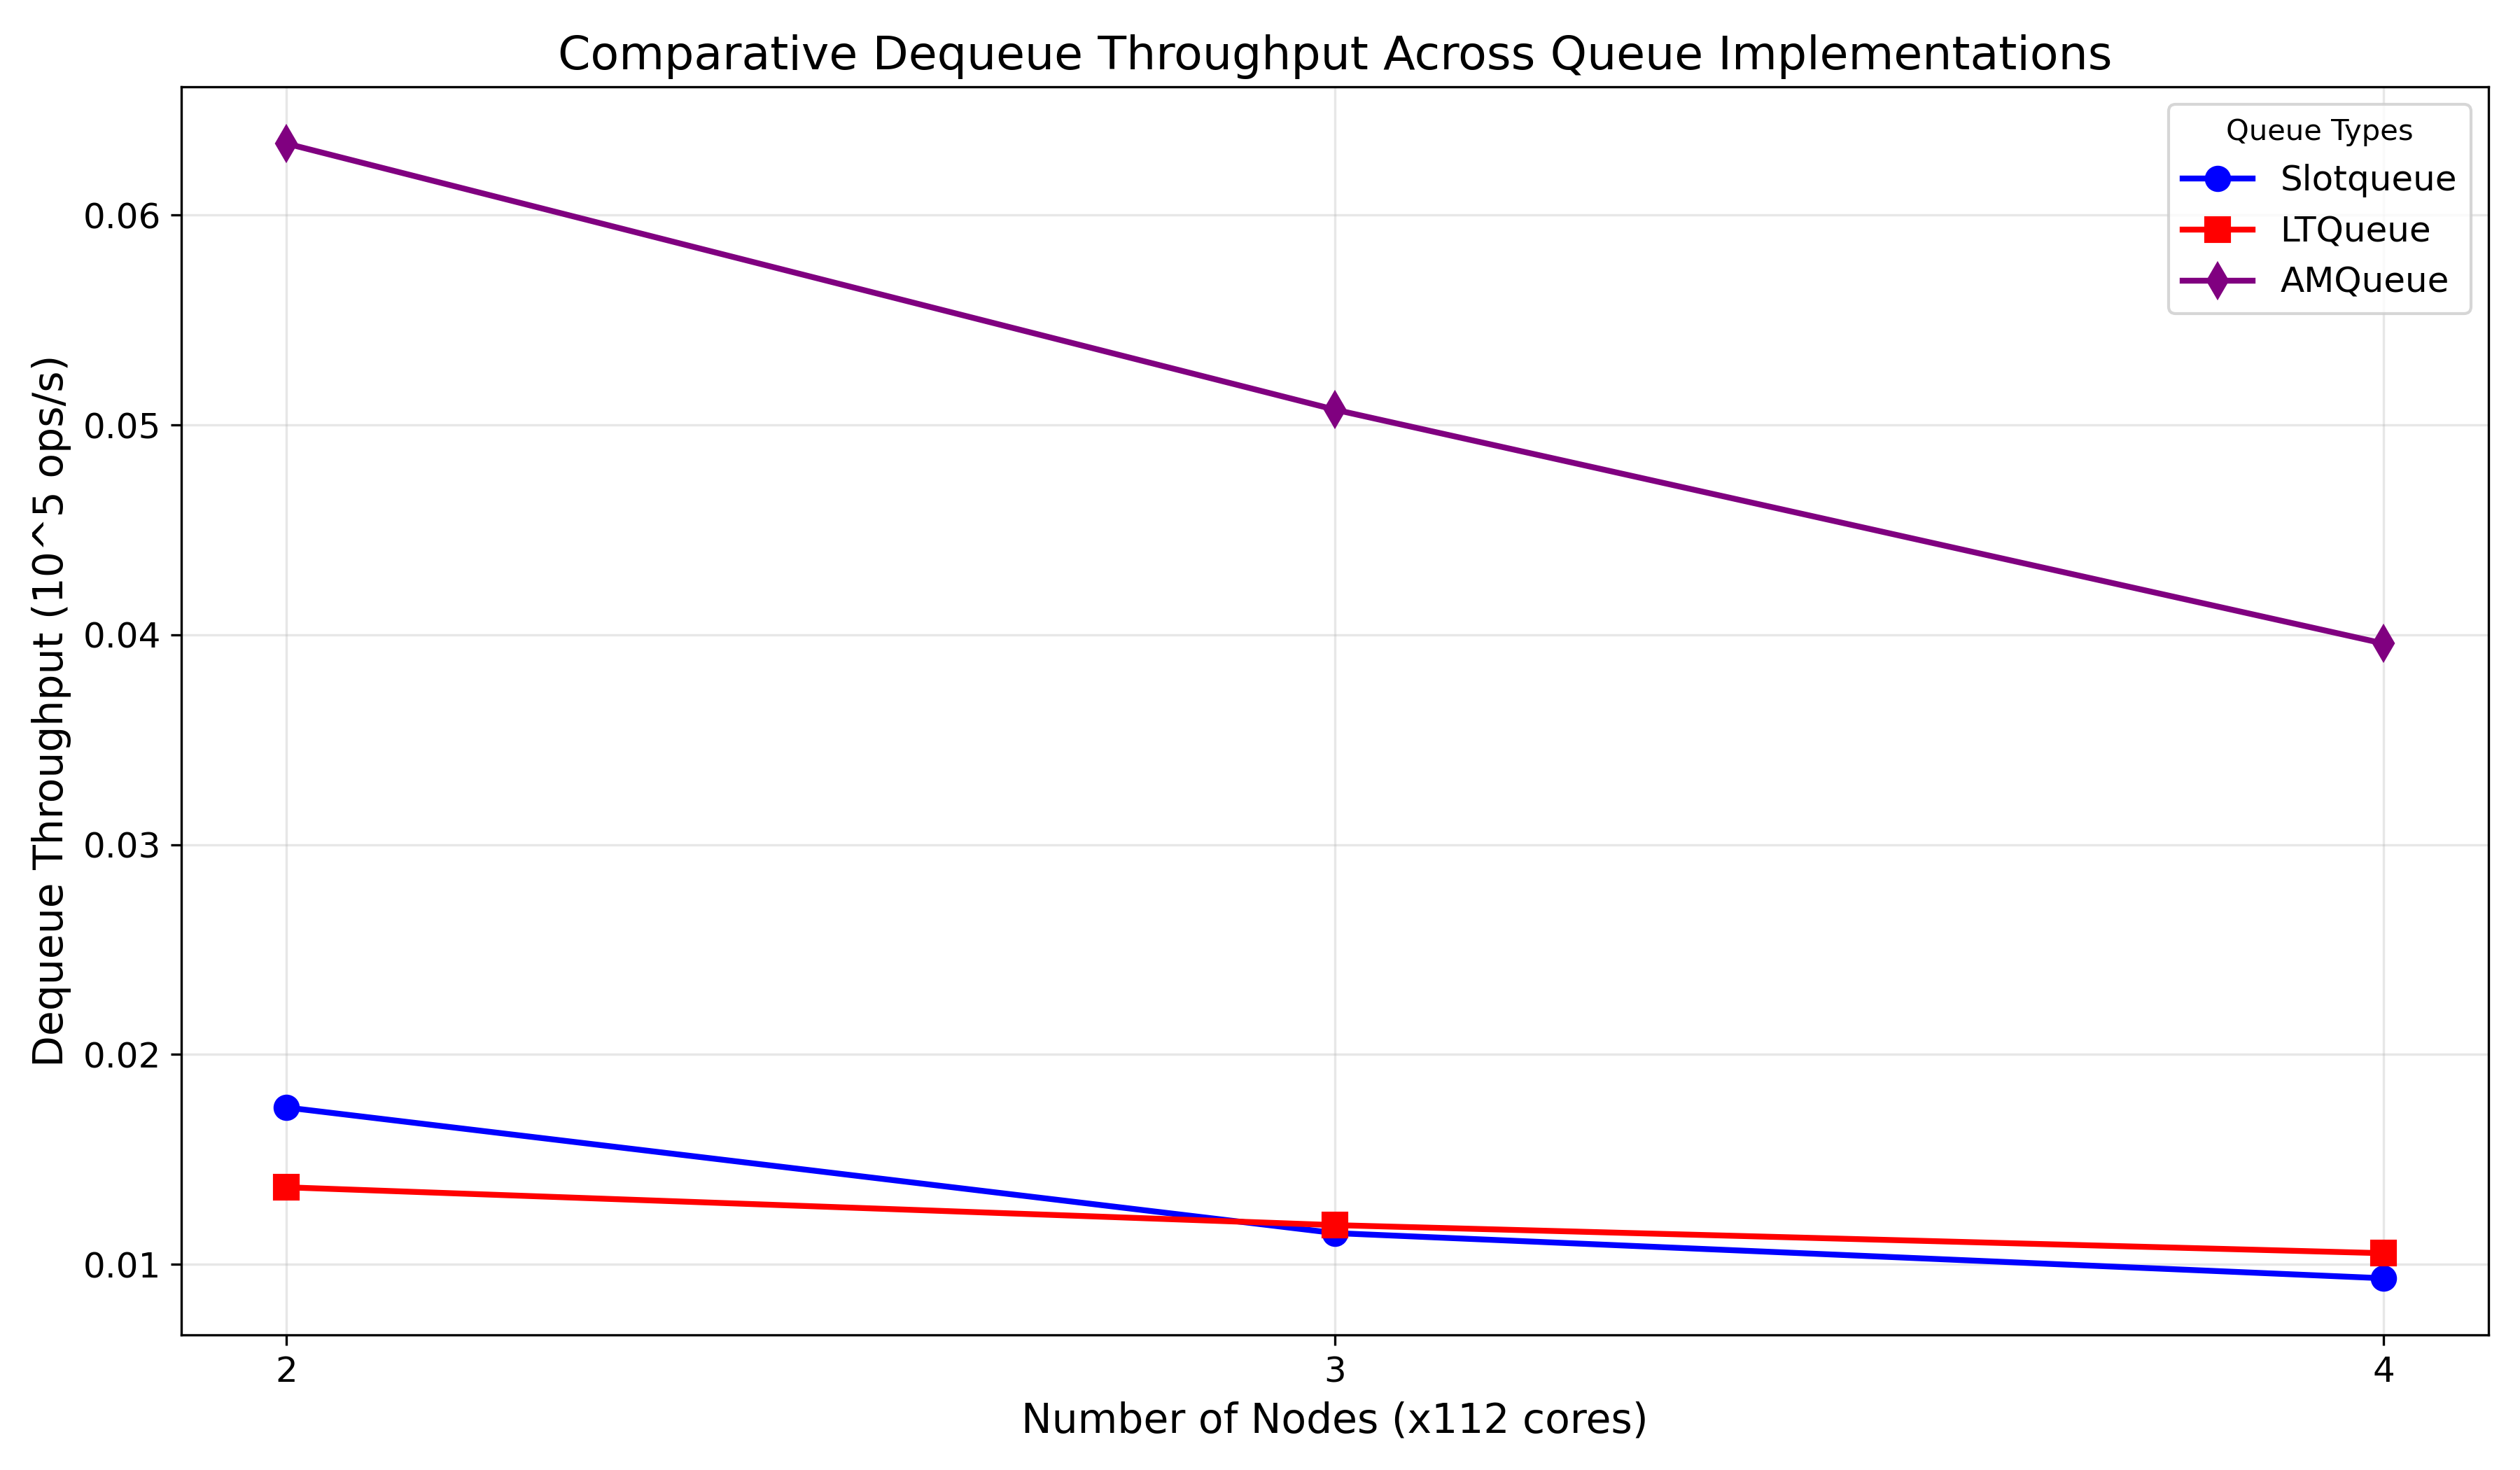 Comparative Dequeue Throughput Across Queue Implementations
Dequeue Throughput (10^5 ops/s)
0.06
0.05
0.04
0.03
0.02
0.01
Queue Types
Slotqueue
LTQueue
AMQueue
2
3
4
Number of Nodes (x112 cores)